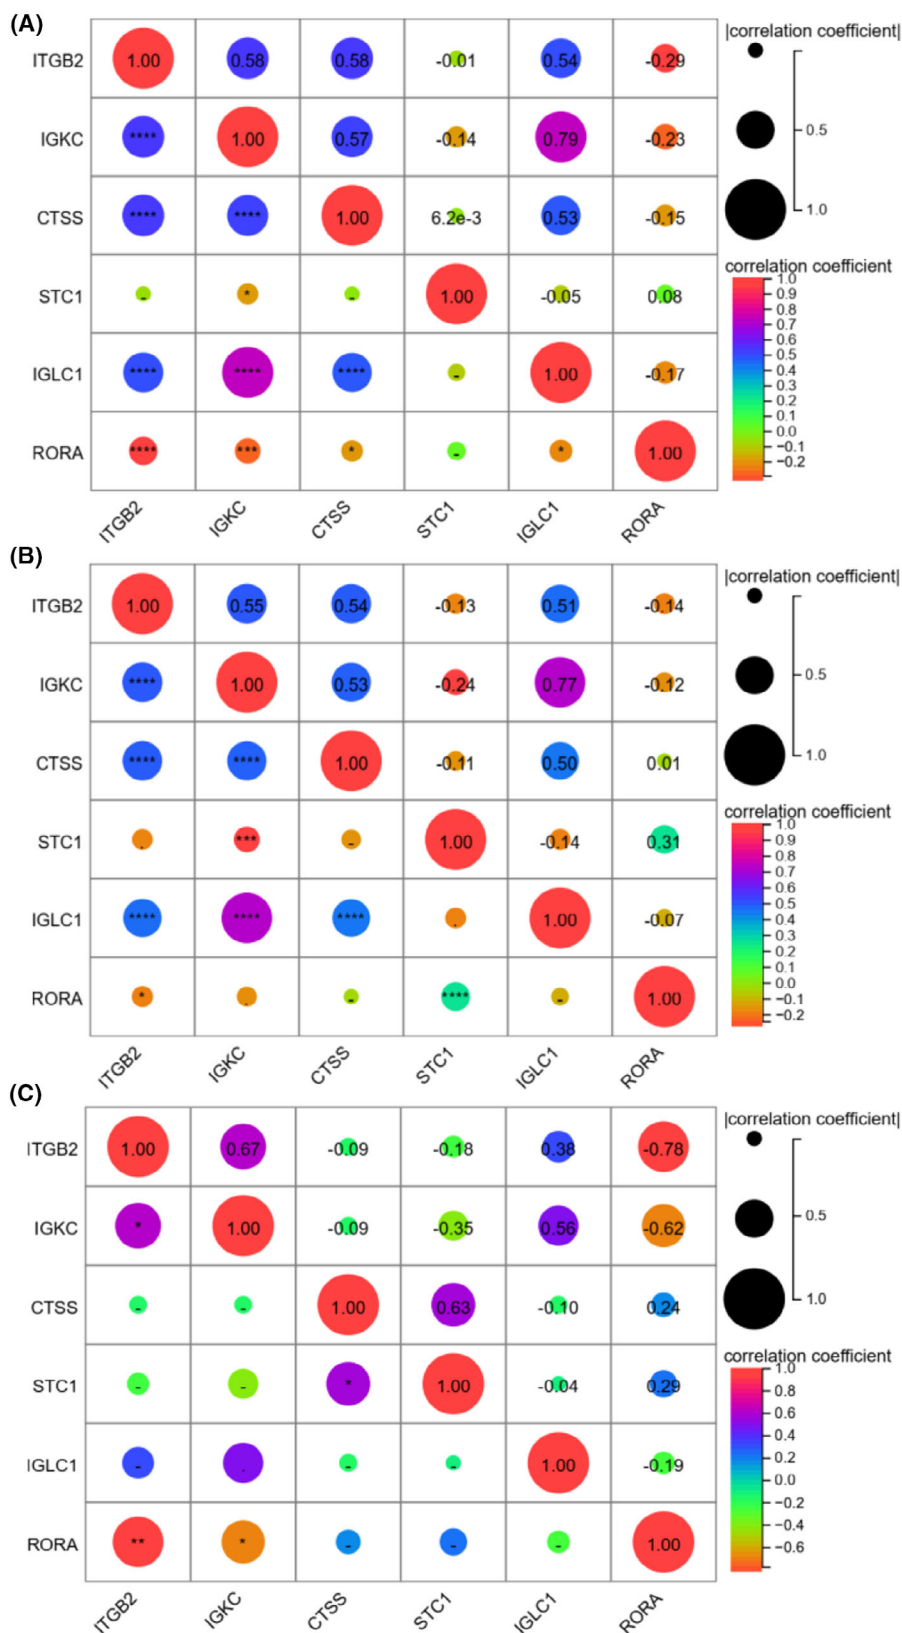 (A)
ITGB2 1.00 0.58 0.58 -0.01 0.54 -0.29
IGKC **** 1.00 0.57 -0.14 0.79 -0.23
CTSS **** **** 1.00 6.2e-3 0.53 -0.15
STC1 - * - 1.00 -0.05 0.08
IGLC1 **** **** **** - 1.00 -0.17
RORA **** *** * - * 1.00
ITGB2 IGKC CTSS STC1 IGLC1 RORA
|correlation coefficient|
0.5
1.0
correlation coefficient
1.0
0.9
0.8
0.7
0.6
0.5
0.4
0.3
0.2
0.1
0.0
−0.1
−0.2
(B)
ITGB2 1.00 0.55 0.54 -0.13 0.51 -0.14
IGKC **** 1.00 0.53 -0.24 0.77 -0.12
CTSS **** **** 1.00 -0.11 0.50 0.01
STC1 . *** - 1.00 -0.14 0.31
IGLC1 **** **** **** . 1.00 -0.07
RORA * . - **** - 1.00
ITGB2 IGKC CTSS STC1 IGLC1 RORA
|correlation coefficient|
0.5
1.0
correlation coefficient
1.0
0.9
0.8
0.7
0.6
0.5
0.4
0.3
0.2
0.1
0.0
−0.1
−0.2
(C)
ITGB2 1.00 0.67 -0.09 -0.18 0.38 -0.78
IGKC * 1.00 -0.09 -0.35 0.56 -0.62
CTSS - - 1.00 0.63 -0.10 0.24
STC1 - - * 1.00 -0.04 0.29
IGLC1 - . - - 1.00 -0.19
RORA ** * - - - 1.00
ITGB2 IGKC CTSS STC1 IGLC1 RORA
|correlation coefficient|
0.5
1.0
correlation coefficient
1.0
0.8
0.6
0.4
0.2
0.0
−0.2
−0.4
−0.6